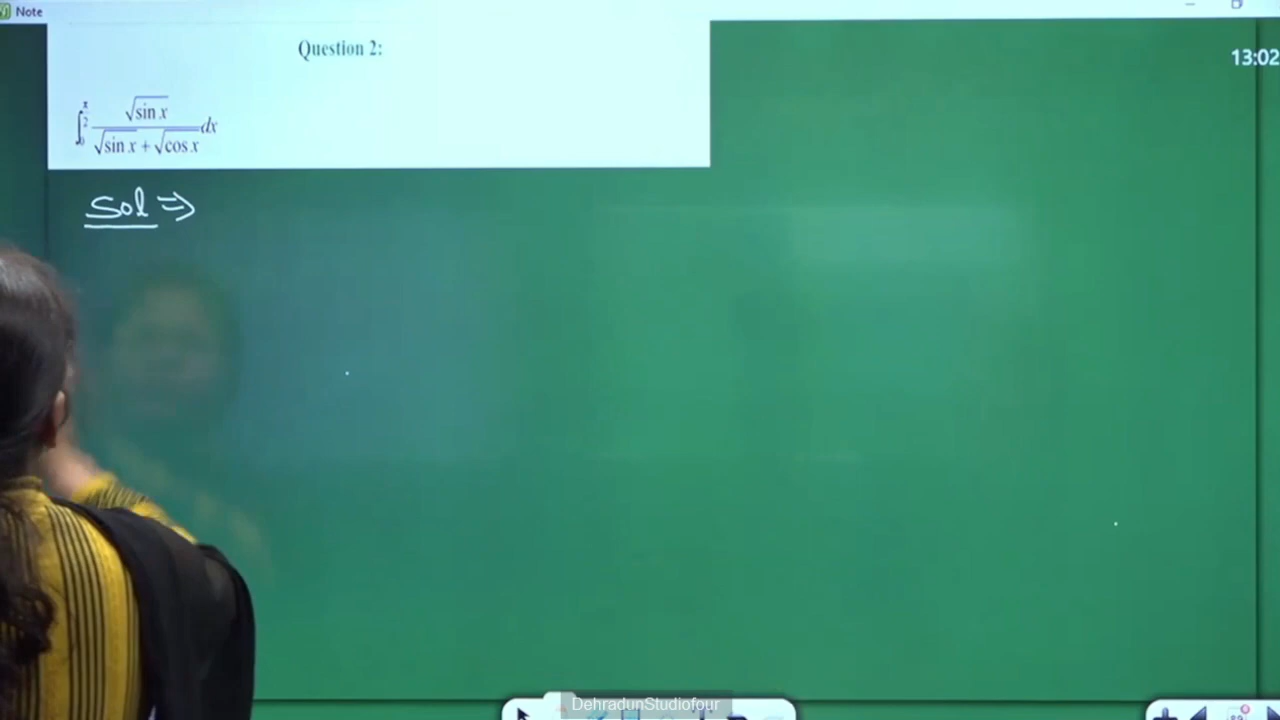 Note
Question 2:
13:02
∫₀^{π/2} √sin x / (√sin x + √cos x) dx
Sol ⇒
DehradunStudiofour